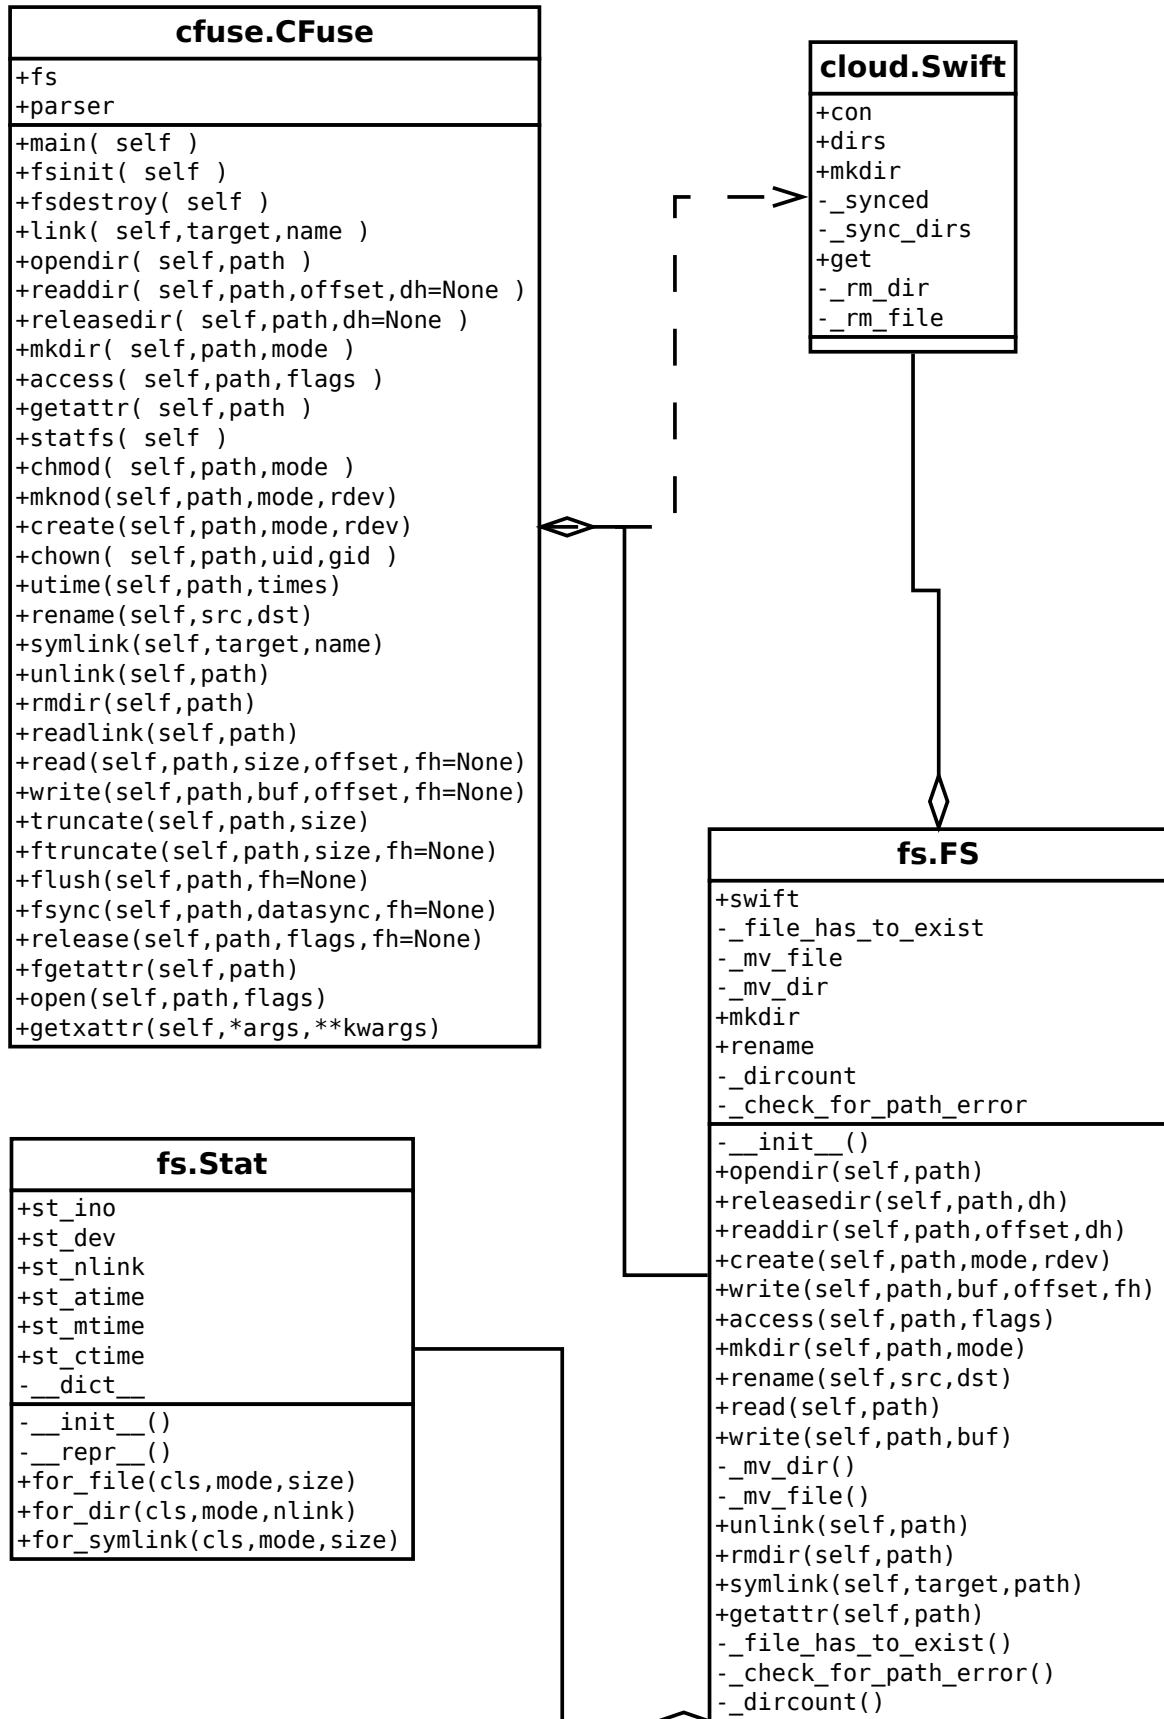 cfuse.CFuse
+fs
+parser
+main( self )
+fsinit( self )
+fsdestroy( self )
+link( self,target,name )
+opendir( self,path )
+readdir( self,path,offset,dh=None )
+releasedir( self,path,dh=None )
+mkdir( self,path,mode )
+access( self,path,flags )
+getattr( self,path )
+statfs( self )
+chmod( self,path,mode )
+mknod(self,path,mode,rdev)
+create(self,path,mode,rdev)
+chown( self,path,uid,gid )
+utime(self,path,times)
+rename(self,src,dst)
+symlink(self,target,name)
+unlink(self,path)
+rmdir(self,path)
+readlink(self,path)
+read(self,path,size,offset,fh=None)
+write(self,path,buf,offset,fh=None)
+truncate(self,path,size)
+ftruncate(self,path,size,fh=None)
+flush(self,path,fh=None)
+fsync(self,path,datasync,fh=None)
+release(self,path,flags,fh=None)
+fgetattr(self,path)
+open(self,path,flags)
+getxattr(self,*args,**kwargs)
cloud.Swift
+con
+dirs
+mkdir
-_synced
-_sync_dirs
+get
-_rm_dir
-_rm_file
fs.Stat
+st_ino
+st_dev
+st_nlink
+st_atime
+st_mtime
+st_ctime
-__dict__
-__init__()
-__repr__()
+for_file(cls,mode,size)
+for_dir(cls,mode,nlink)
+for_symlink(cls,mode,size)
fs.FS
+swift
-_file_has_to_exist
-_mv_file
-_mv_dir
+mkdir
+rename
-_dircount
-_check_for_path_error
-__init__()
+opendir(self,path)
+releasedir(self,path,dh)
+readdir(self,path,offset,dh)
+create(self,path,mode,rdev)
+write(self,path,buf,offset,fh)
+access(self,path,flags)
+mkdir(self,path,mode)
+rename(self,src,dst)
+read(self,path)
+write(self,path,buf)
-_mv_dir()
-_mv_file()
+unlink(self,path)
+rmdir(self,path)
+symlink(self,target,path)
+getattr(self,path)
-_file_has_to_exist()
-_check_for_path_error()
-_dircount()